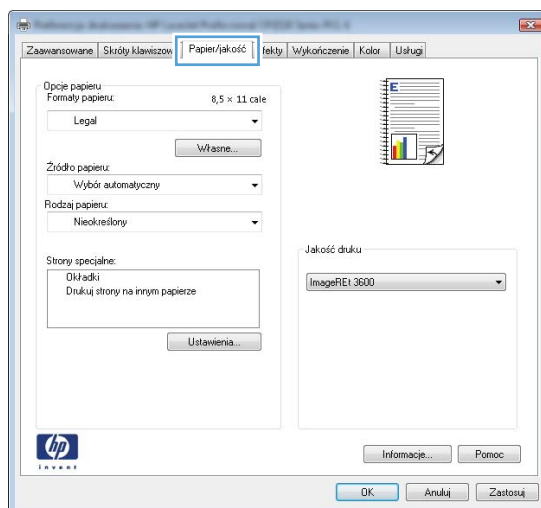 Zaawansowane Skróty klawiszow Papier/jakość fekty Wykończenie Kolor Usługi
Opcje papieru
Formaty papieru: 8,5 × 11 cale
Legal
Własne...
Źródło papieru:
Wybór automatyczny
Rodzaj papieru:
Nieokreślony
Strony specjalne:
Okładki
Drukuj strony na innym papierze
Ustawienia...
E
Jakość druku
ImageREt 3600
hp
invent
Informacje... Pomoc
OK Anuluj Zastosuj